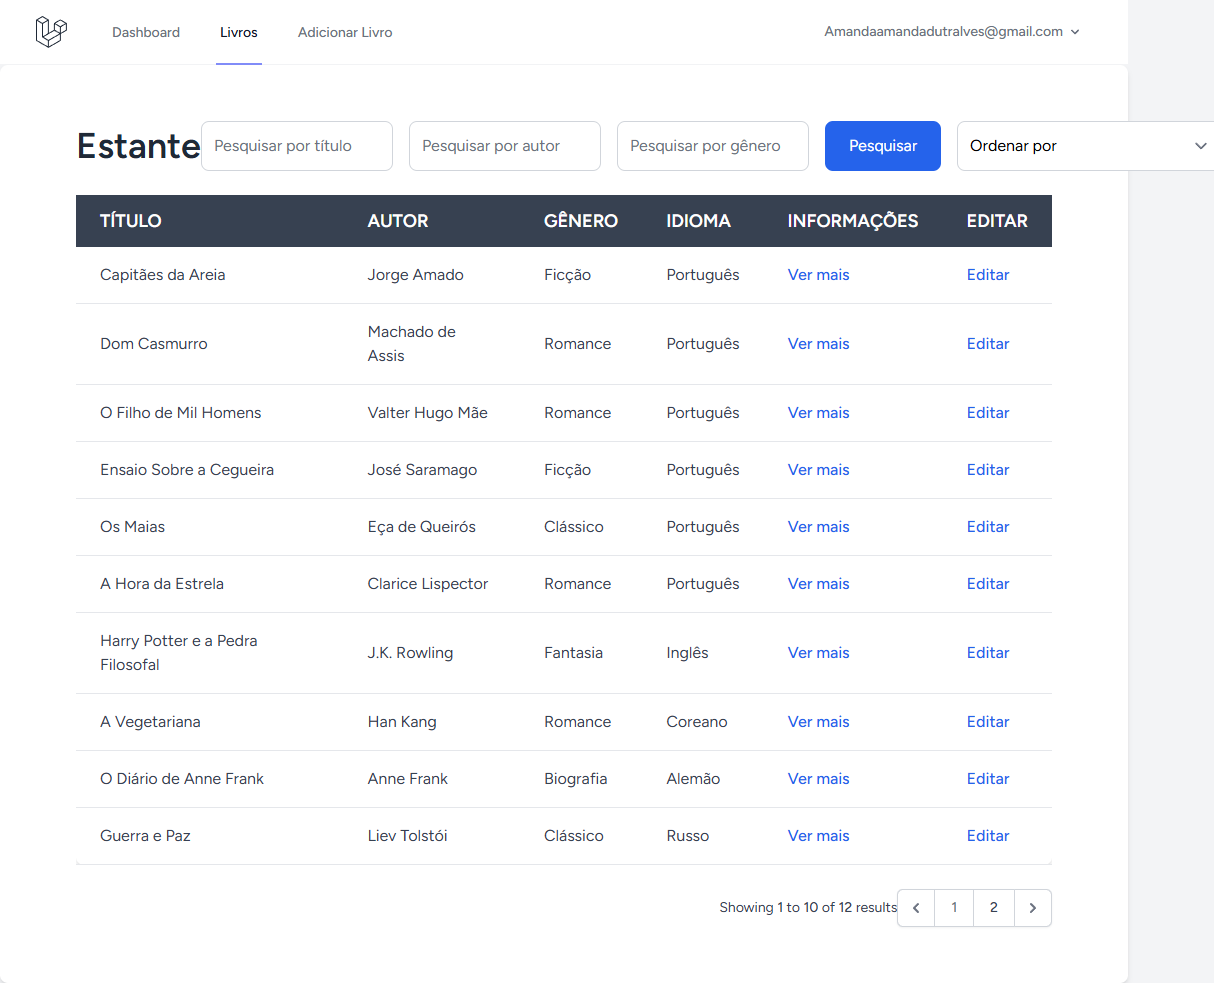 Dashboard Livros Adicionar Livro Amandaamandadutralves@gmail.com
Estante Pesquisar por título Pesquisar por autor Pesquisar por gênero Pesquisar Ordenar por
TÍTULO AUTOR GÊNERO IDIOMA INFORMAÇÕES EDITAR
Capitães da Areia Jorge Amado Ficção Português Ver mais Editar
Dom Casmurro Machado de Assis Romance Português Ver mais Editar
O Filho de Mil Homens Valter Hugo Mãe Romance Português Ver mais Editar
Ensaio Sobre a Cegueira José Saramago Ficção Português Ver mais Editar
Os Maias Eça de Queirós Clássico Português Ver mais Editar
A Hora da Estrela Clarice Lispector Romance Português Ver mais Editar
Harry Potter e a Pedra Filosofal J.K. Rowling Fantasia Inglês Ver mais Editar
A Vegetariana Han Kang Romance Coreano Ver mais Editar
O Diário de Anne Frank Anne Frank Biografia Alemão Ver mais Editar
Guerra e Paz Liev Tolstói Clássico Russo Ver mais Editar
Showing 1 to 10 of 12 results 1 2